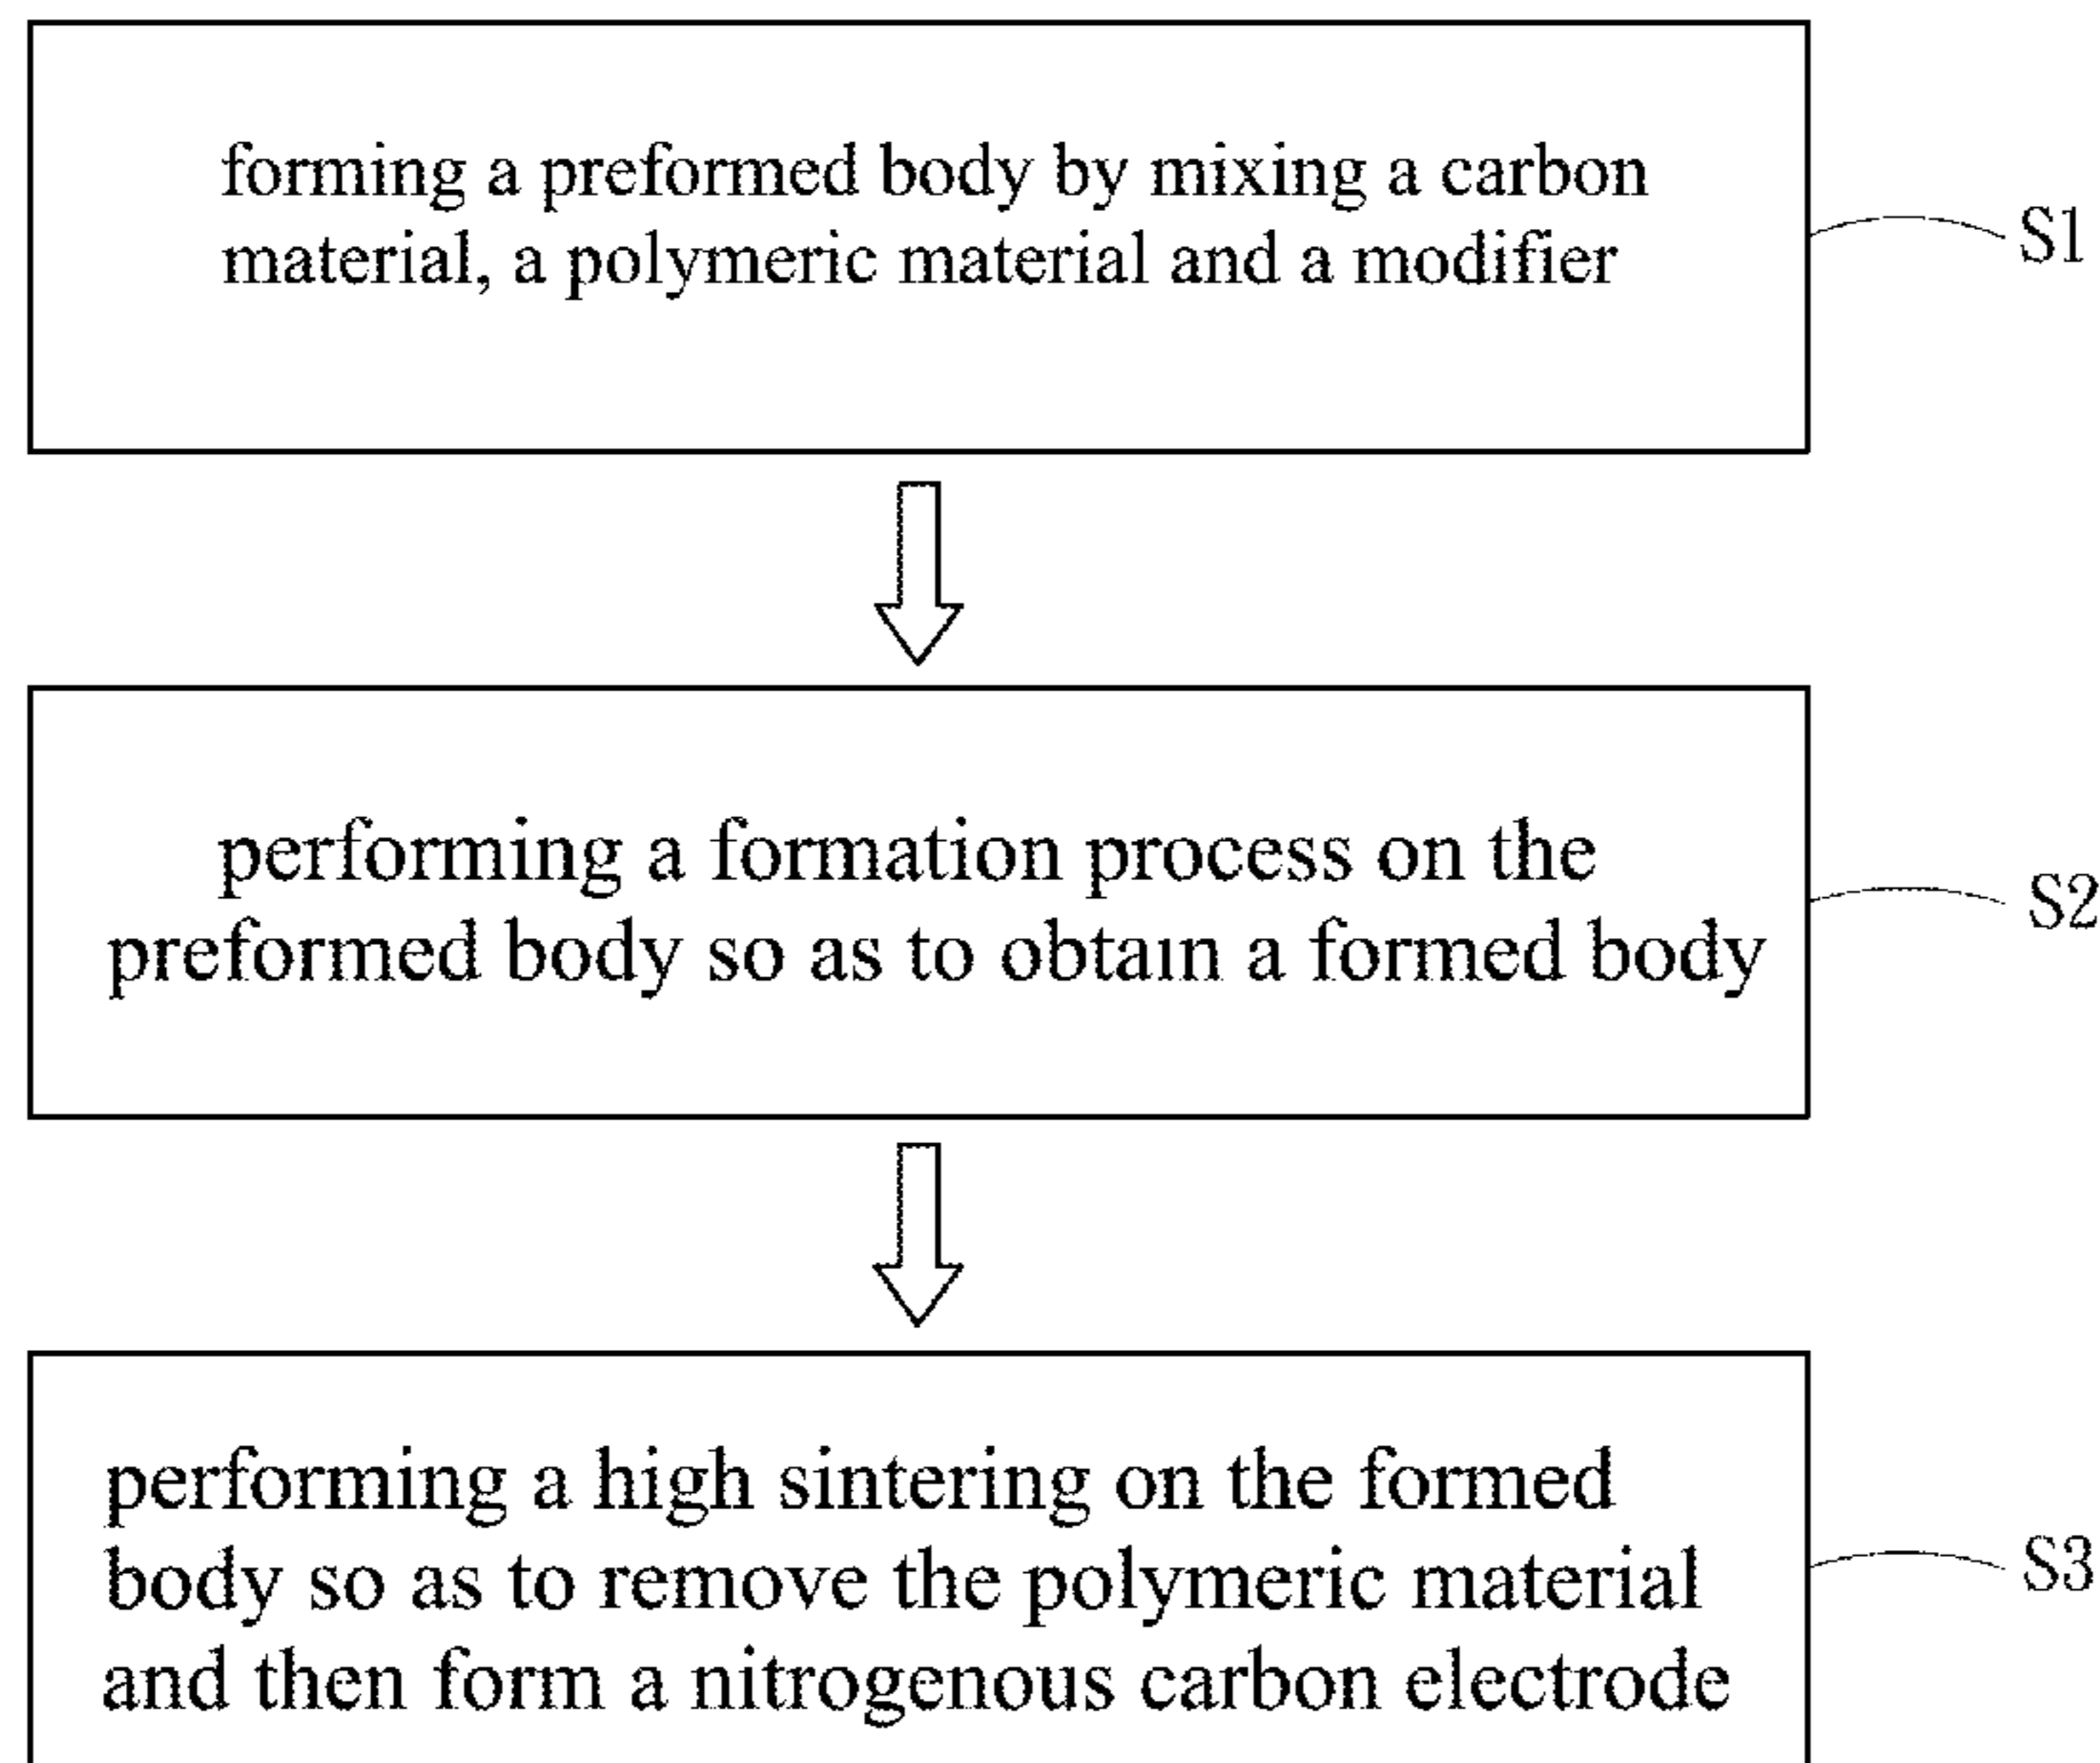 forming a preformed body by mixing a carbon
material, a polymeric material and a modifier
S1
performing a formation process on the
preformed body so as to obtain a formed body
S2
performing a high sintering on the formed
body so as to remove the polymeric material
and then form a nitrogenous carbon electrode
S3